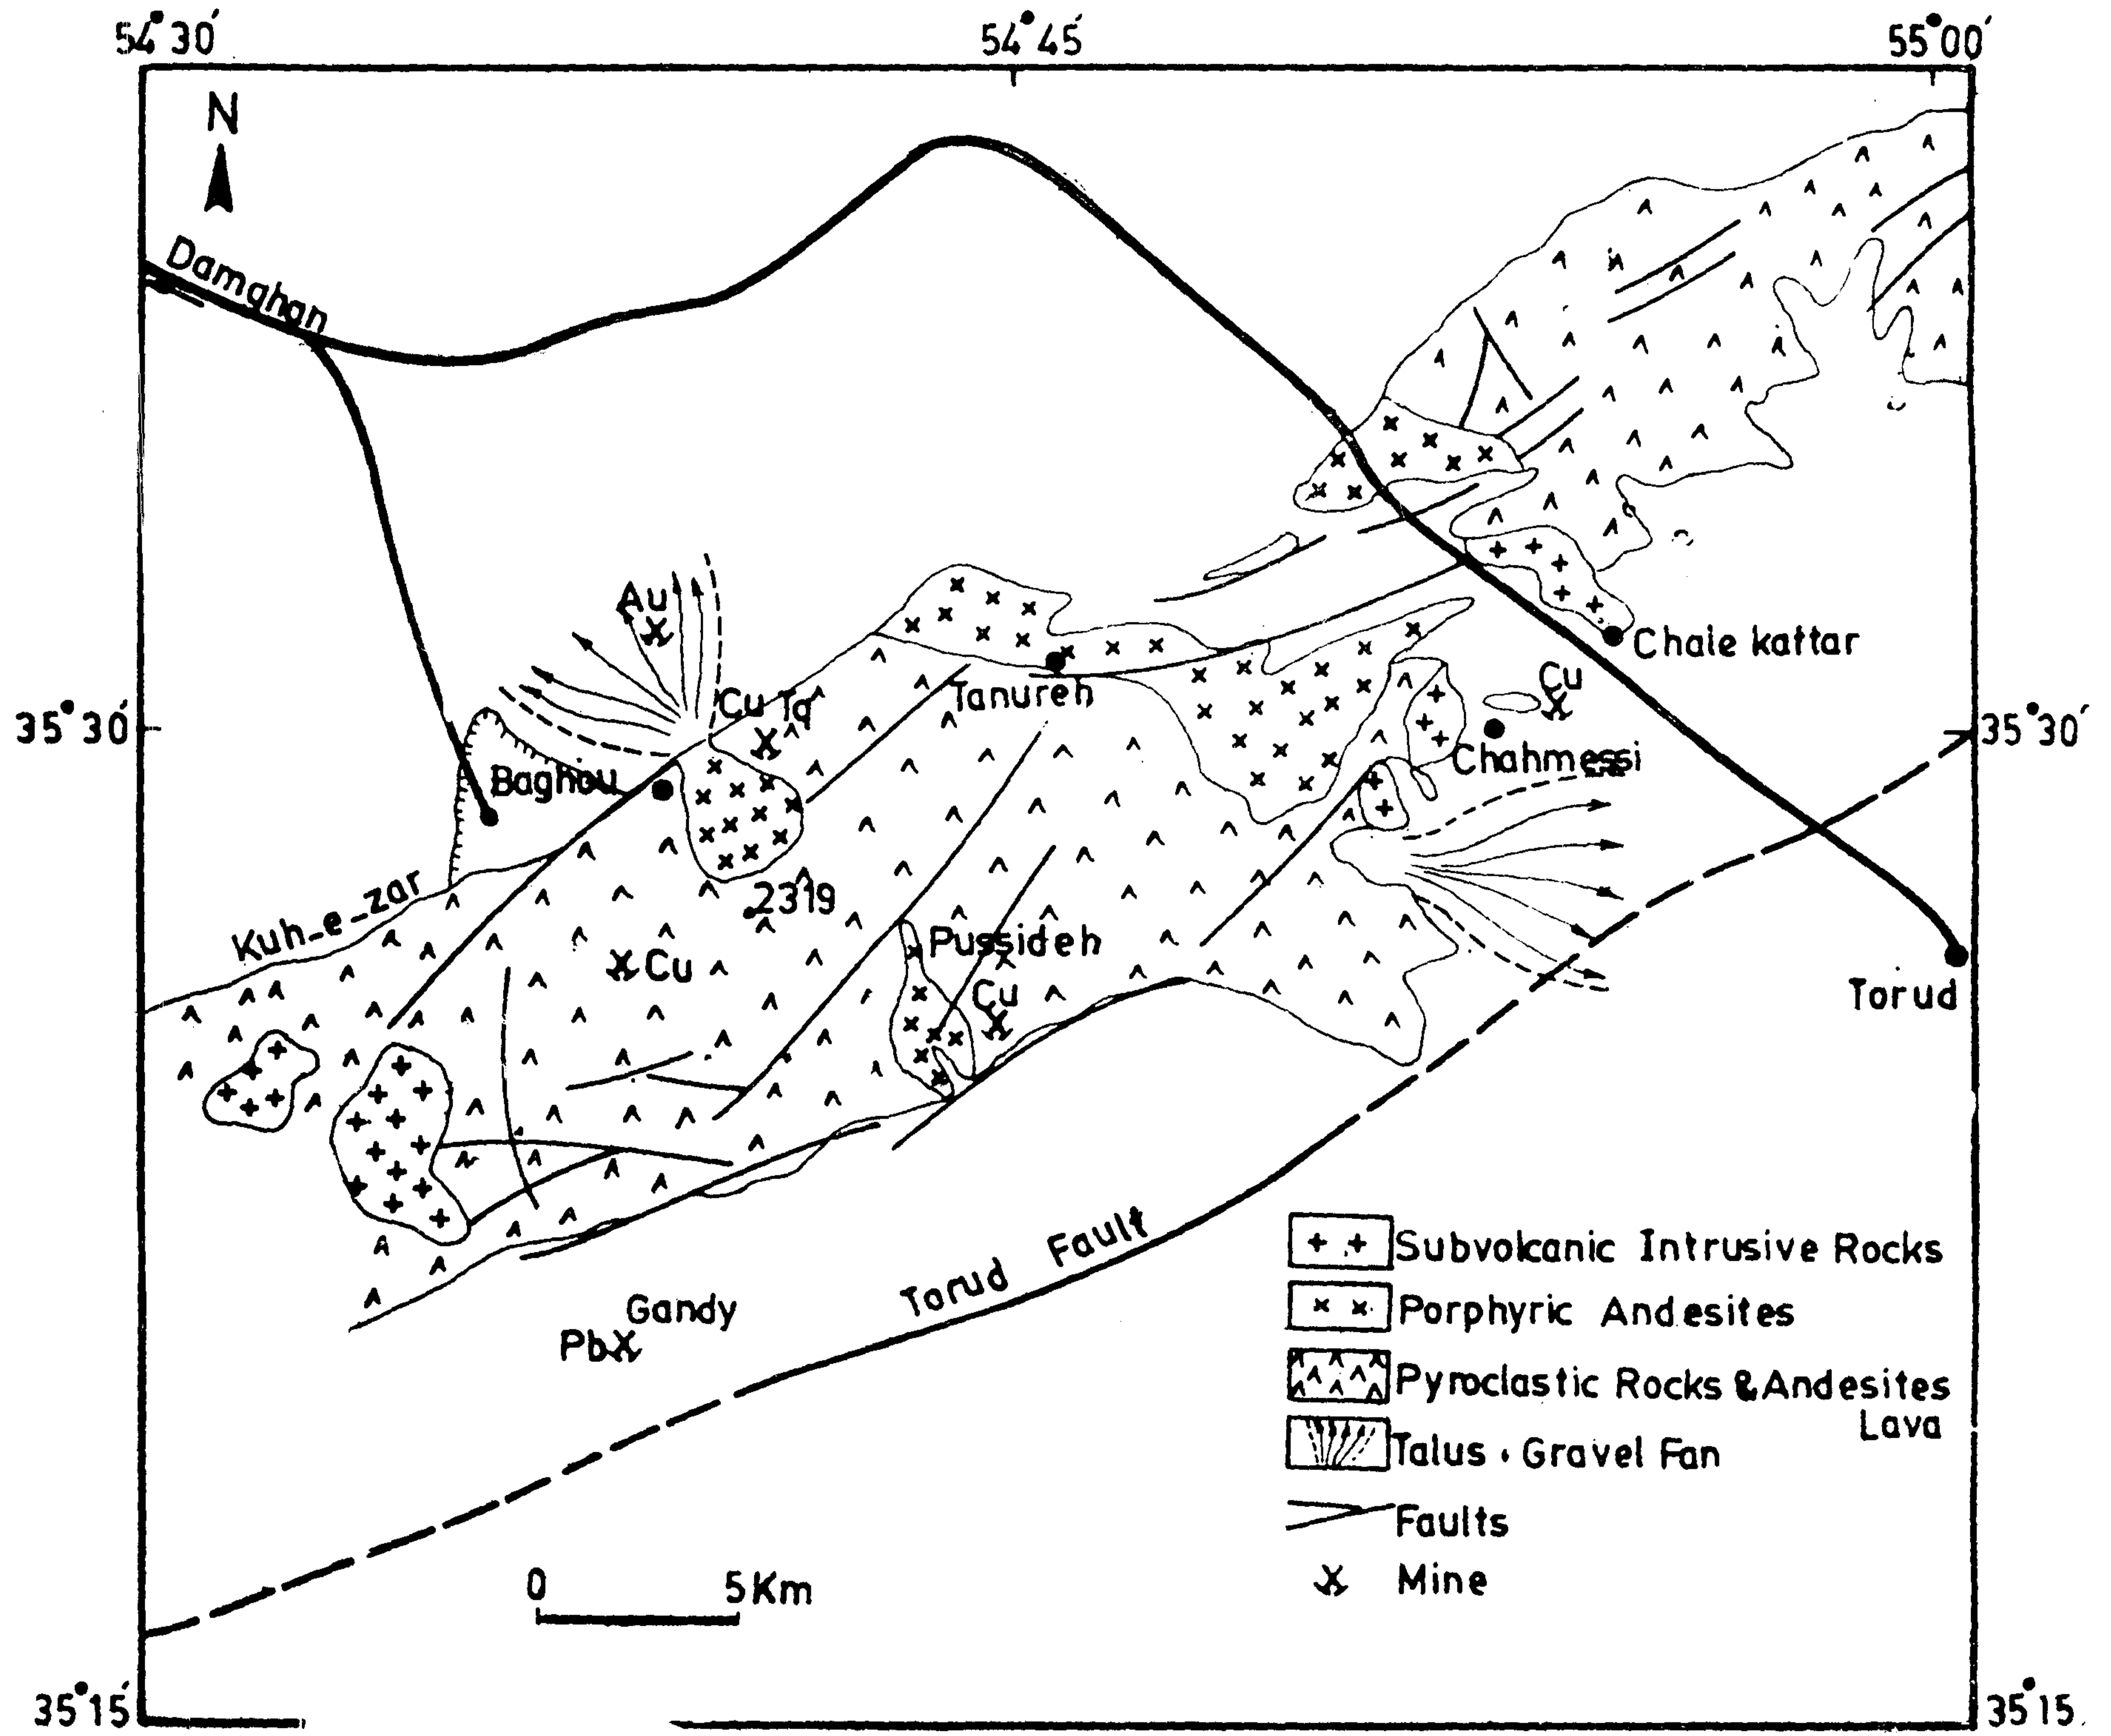 54°30′
54°45′
55°00′
N
Damghan
Au
Chale kattar
Cu
Cu Tq
Tanureh
35°30′
35°30′
Chahmessi
Baghou
2319
Kuh-e-zar
Pussideh
Cu
Cu
Torud
Torud Fault
Gandy
Pb
Subvolcanic Intrusive Rocks
Porphyric Andesites
Pyroclastic Rocks & Andesites
Lava
Talus . Gravel Fan
Faults
Mine
0 5Km
35°15′
35°15